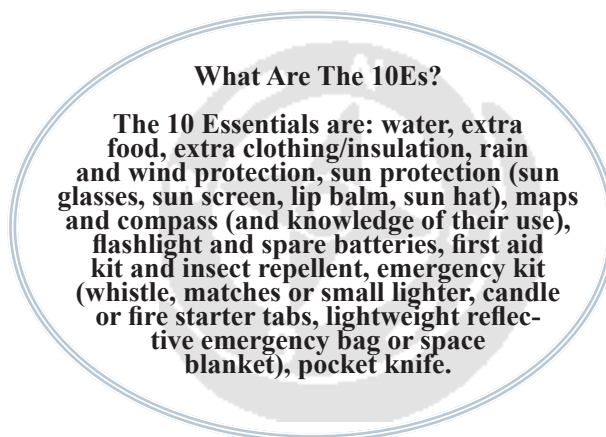 What Are The 10Es?
The 10 Essentials are: water, extra
food, extra clothing/insulation, rain
and wind protection, sun protection (sun
glasses, sun screen, lip balm, sun hat), maps
and compass (and knowledge of their use),
flashlight and spare batteries, first aid
kit and insect repellent, emergency kit
(whistle, matches or small lighter, candle
or fire starter tabs, lightweight reflec-
tive emergency bag or space
blanket), pocket knife.